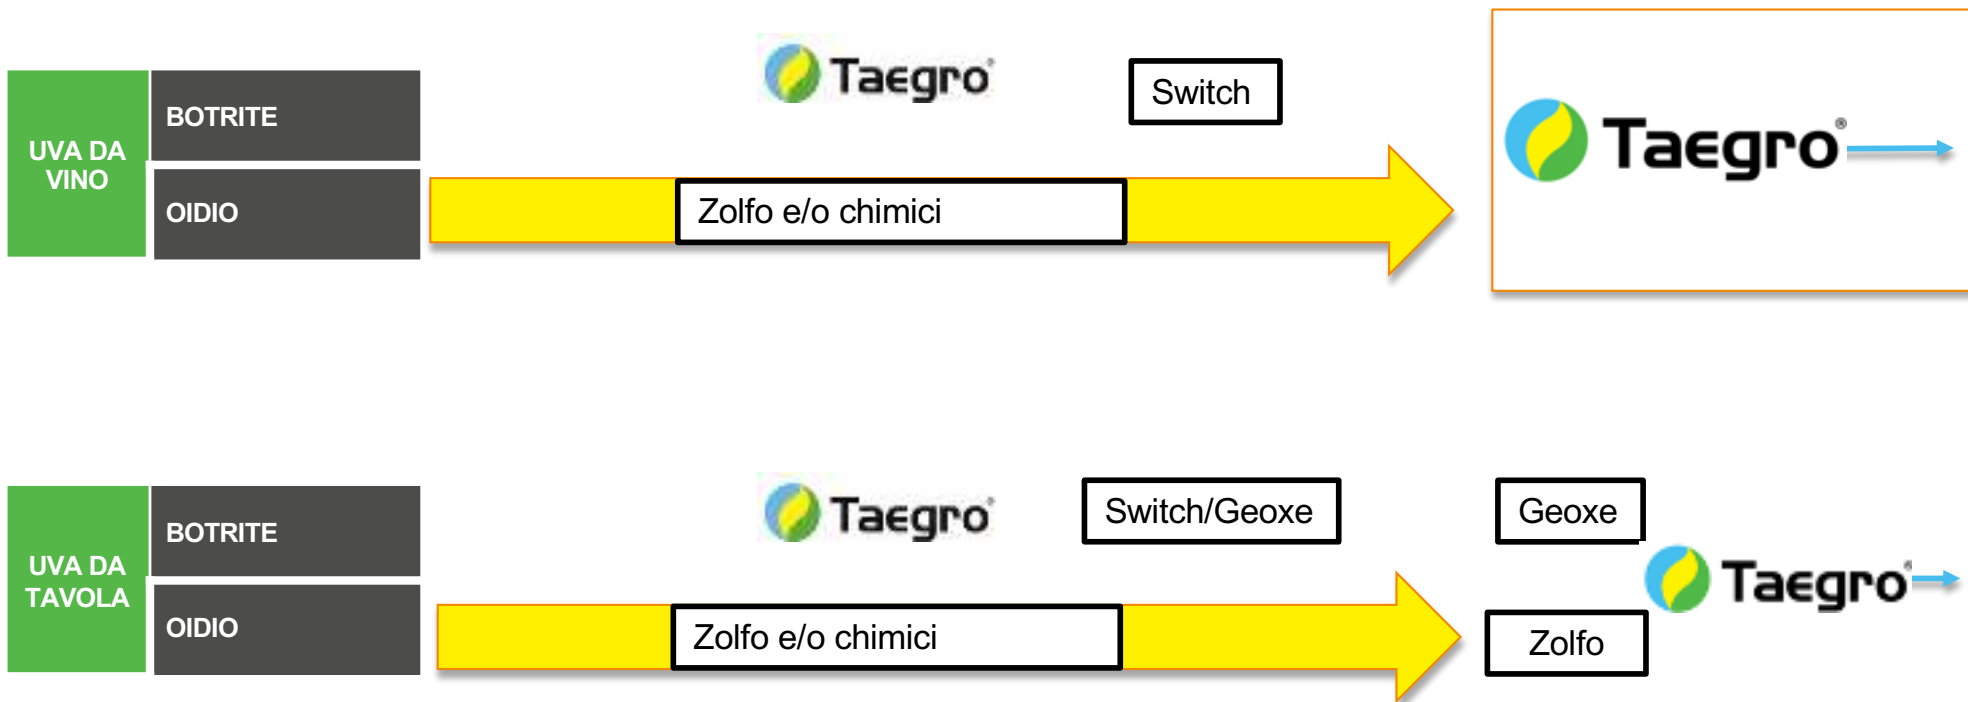 Taegro®
Switch
BOTRITE
UVA DA
VINO
Taegro®
OIDIO
Zolfo e/o chimici
Taegro®
Switch/Geoxe
Geoxe
BOTRITE
UVA DA
TAVOLA
Taegro®
OIDIO
Zolfo e/o chimici
Zolfo